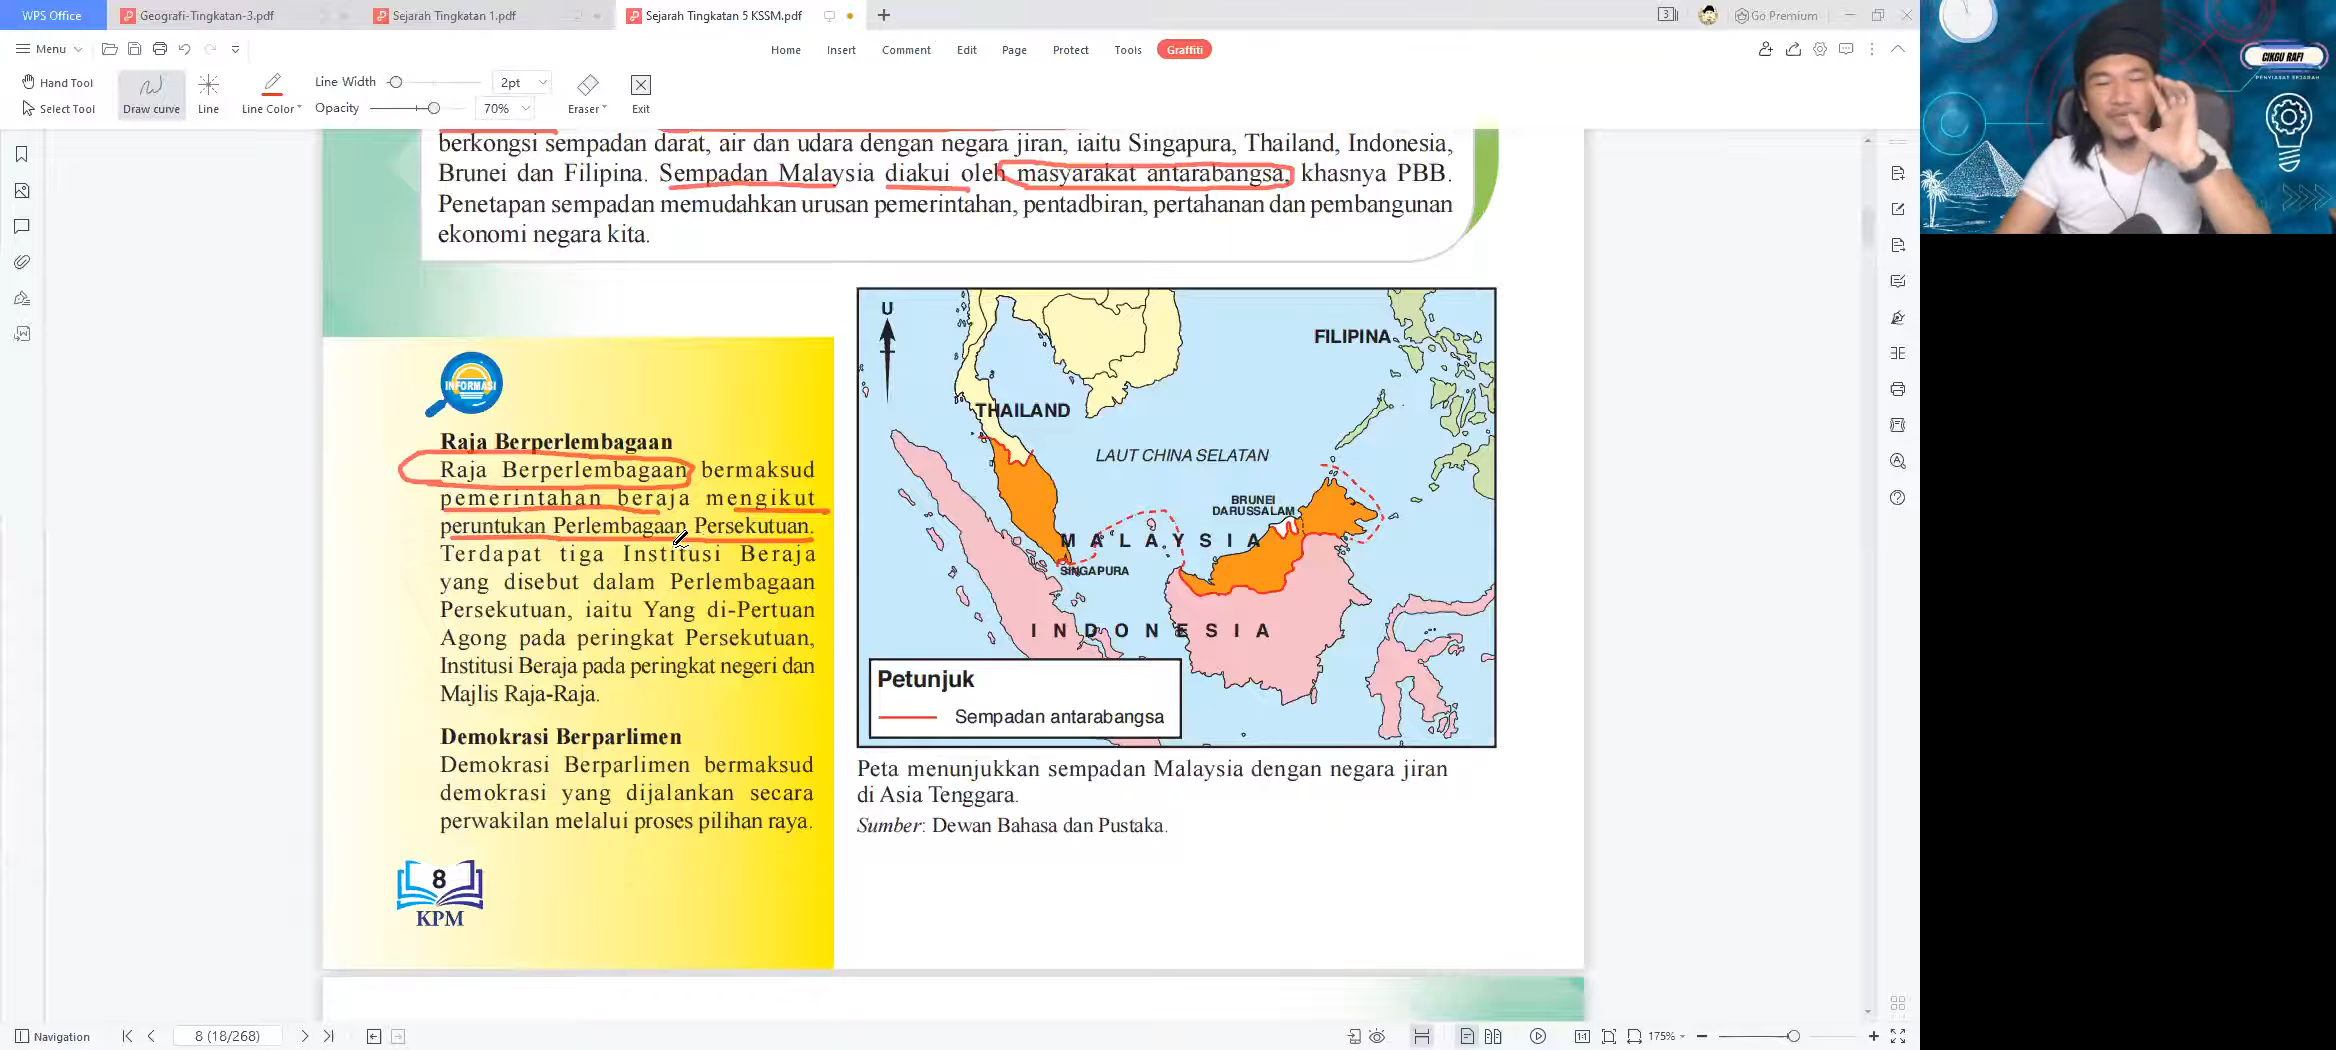 WPS Office
Geografi-Tingkatan-3.pdf
Sejarah Tingkatan 1.pdf
Sejarah Tingkatan 5 KSSM.pdf
3
Go Premium
Menu
Home
Insert
Comment
Edit
Page
Protect
Tools
Graffiti
Hand Tool
Select Tool
Draw curve
Line
Line Color
Line Width
2pt
Opacity
70%
Eraser
Exit
CIKGU RAFI
PENYIASAT SEJARAH
berkongsi sempadan darat, air dan udara dengan negara jiran, iaitu Singapura, Thailand, Indonesia,
Brunei dan Filipina. Sempadan Malaysia diakui oleh masyarakat antarabangsa, khasnya PBB.
Penetapan sempadan memudahkan urusan pemerintahan, pentadbiran, pertahanan dan pembangunan
ekonomi negara kita.
INFORMASI
Raja Berperlembagaan
Raja Berperlembagaan bermaksud
pemerintahan beraja mengikut
peruntukan Perlembagaan Persekutuan.
Terdapat tiga Institusi Beraja
yang disebut dalam Perlembagaan
Persekutuan, iaitu Yang di-Pertuan
Agong pada peringkat Persekutuan,
Institusi Beraja pada peringkat negeri dan
Majlis Raja-Raja.
Demokrasi Berparlimen
Demokrasi Berparlimen bermaksud
demokrasi yang dijalankan secara
perwakilan melalui proses pilihan raya.
8
KPM
U
FILIPINA
THAILAND
LAUT CHINA SELATAN
BRUNEI
DARUSSALAM
MALAYSIA
SINGAPURA
INDONESIA
Petunjuk
Sempadan antarabangsa
Peta menunjukkan sempadan Malaysia dengan negara jiran
di Asia Tenggara.
Sumber: Dewan Bahasa dan Pustaka.
Navigation
8 (18/268)
1:1
175%